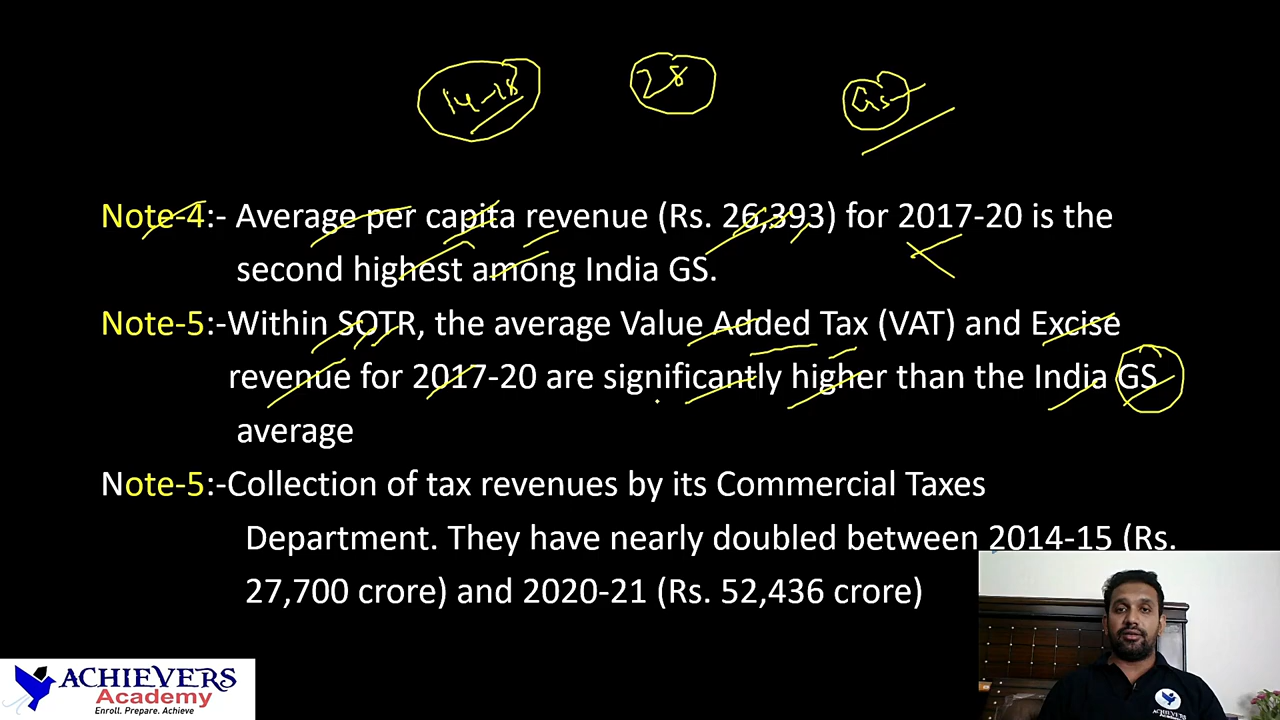 14-18
28
GS
Note-4:- Average per capita revenue (Rs. 26,393) for 2017-20 is the
second highest among India GS.
Note-5:-Within SOTR, the average Value Added Tax (VAT) and Excise
revenue for 2017-20 are significantly higher than the India GS
average
Note-5:-Collection of tax revenues by its Commercial Taxes
Department. They have nearly doubled between 2014-15 (Rs.
27,700 crore) and 2020-21 (Rs. 52,436 crore)
ACHIEVERS
Academy
Enroll. Prepare. Achieve
ACHIEVERS